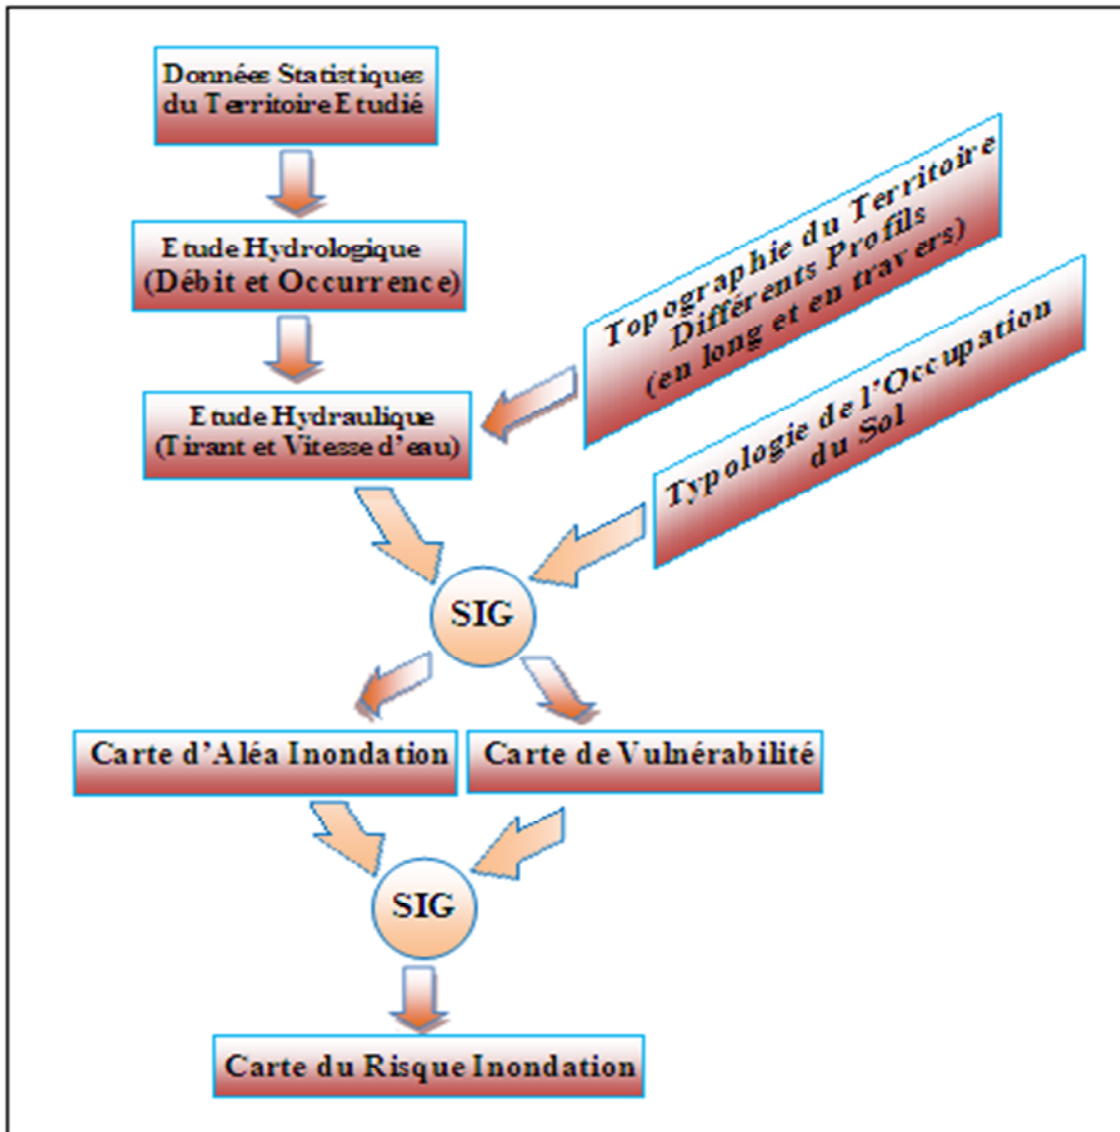 Données Statistiques
du Territoire Etudié
Etude Hydrologique
(Débit et Occurrence)
Topographie du Territoire
Différents Profils
(en long et en travers)
Etude Hydraulique
(Tirant et Vitesse d'eau)
Typologie de l'Occupation
du Sol
SIG
Carte d'Aléa Inondation
Carte de Vulnérabilité
SIG
Carte du Risque Inondation